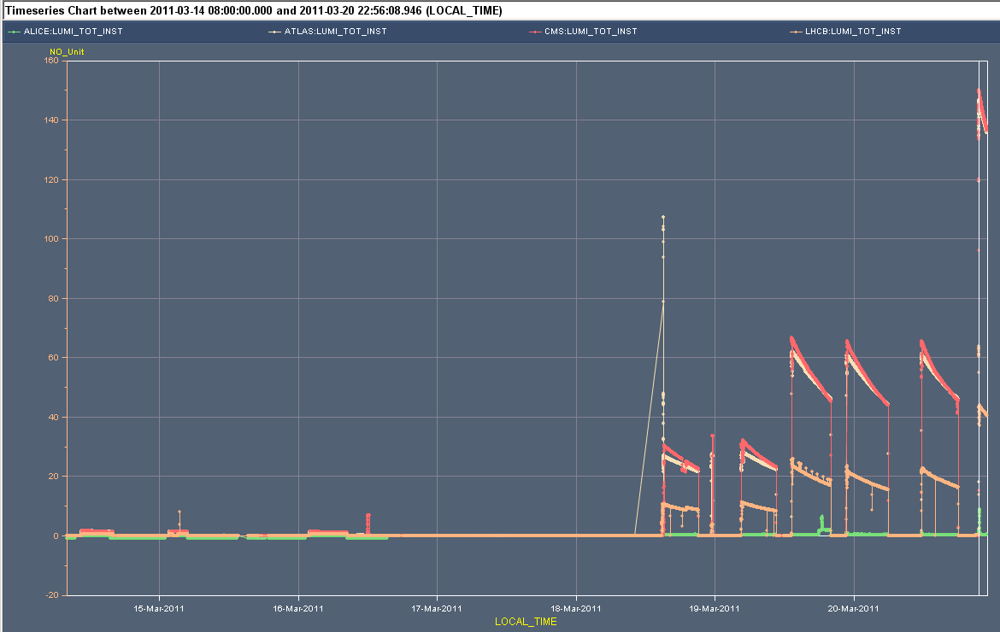 Timeseries Chart between 2011-03-14 08:00:00.000 and 2011-03-20 22:56:08.946 (LOCAL_TIME)
ALICE:LUMI_TOT_INST ATLAS:LUMI_TOT_INST CMS:LUMI_TOT_INST LHCB:LUMI_TOT_INST
NO_Unit
160
140
120
100
80
60
40
20
0
-20
15-Mar-2011 16-Mar-2011 17-Mar-2011 18-Mar-2011 19-Mar-2011 20-Mar-2011
LOCAL_TIME